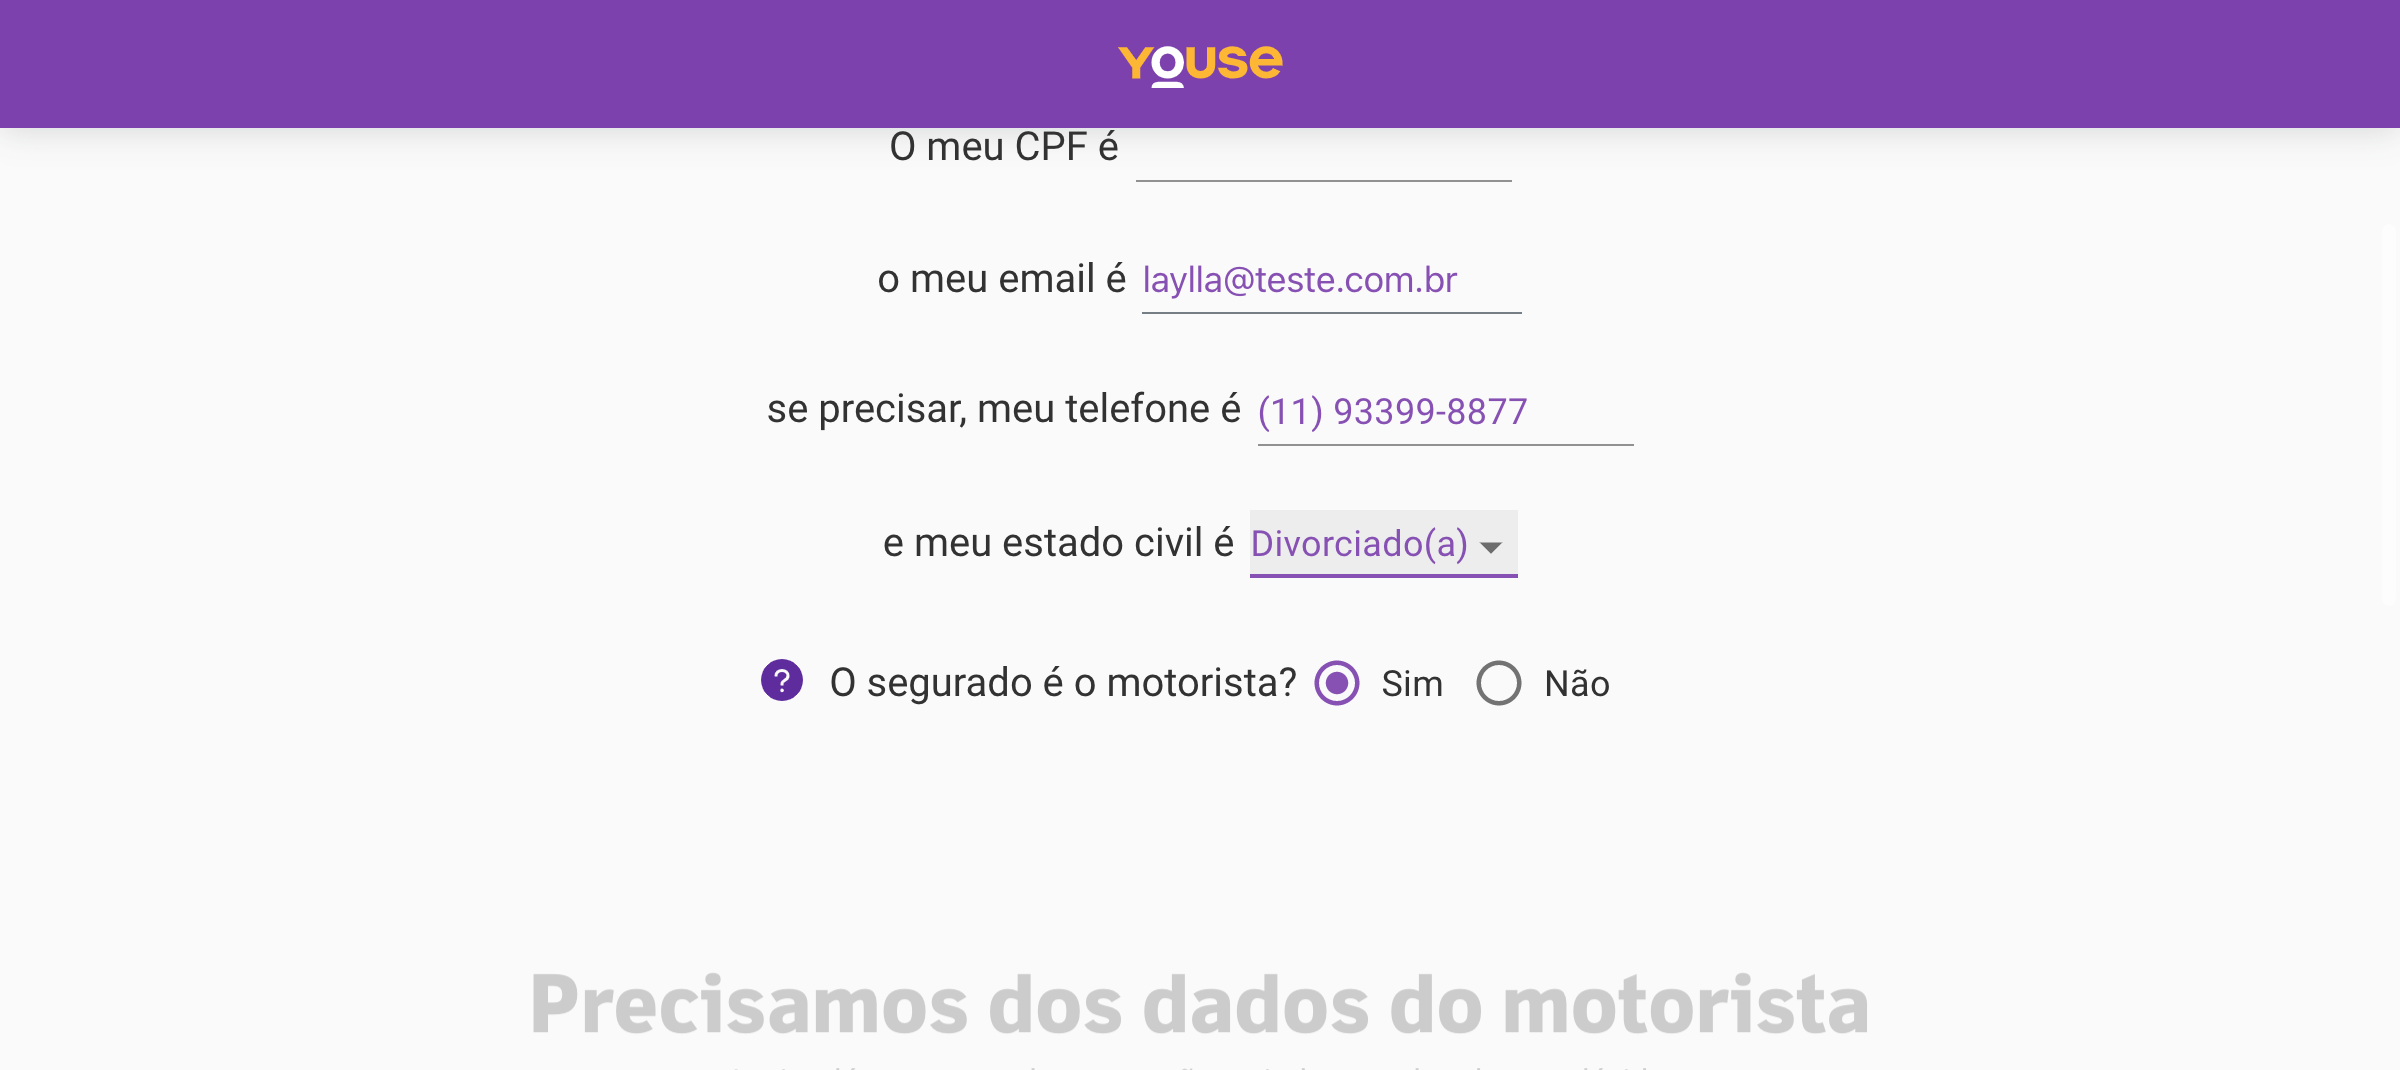 youse
O meu CPF é
o meu email é laylla@teste.com.br
se precisar, meu telefone é (11) 93399-8877
e meu estado civil é Divorciado(a)
? O segurado é o motorista? Sim Não
Precisamos dos dados do motorista